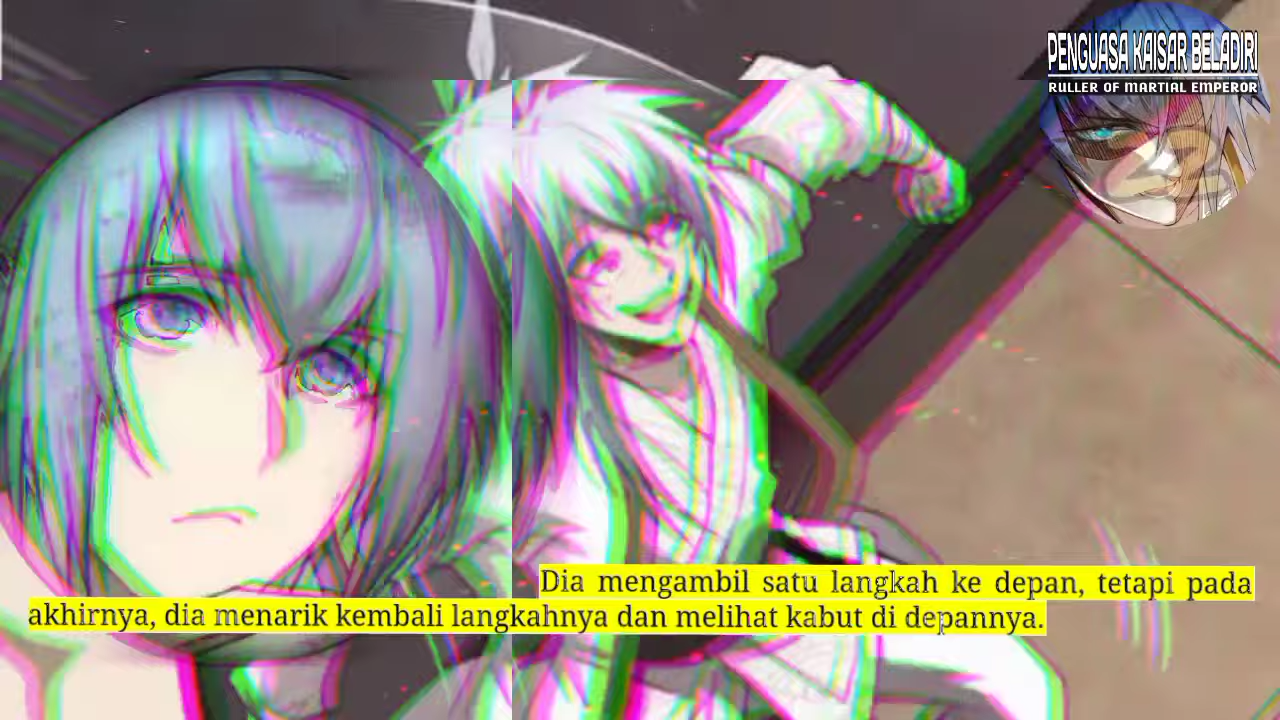 PENGUASA KAISAR BELADIRI
RULLER OF MARTIAL EMPEROR
Dia mengambil satu langkah ke depan, tetapi pada
akhirnya, dia menarik kembali langkahnya dan melihat kabut di depannya.